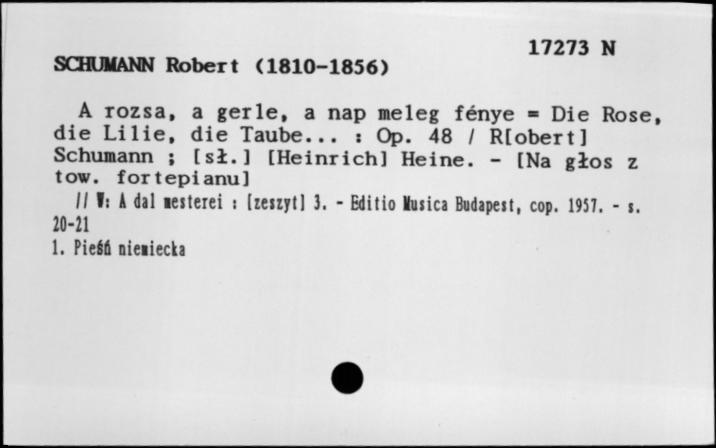 17273 N
SCHUMANN Robert (1810-1856)
A rozsa, a gerle, a nap meleg fénye = Die Rose,
die Lilie, die Taube... : Op. 48 / R[obert]
Schumann ; [sł.] [Heinrich] Heine. - [Na głos z
tow. fortepianu]
// W: A dal mesterei : [zeszyt] 3. - Editio Musica Budapest, cop. 1957. - s.
20-21
1. Pieśń niemiecka